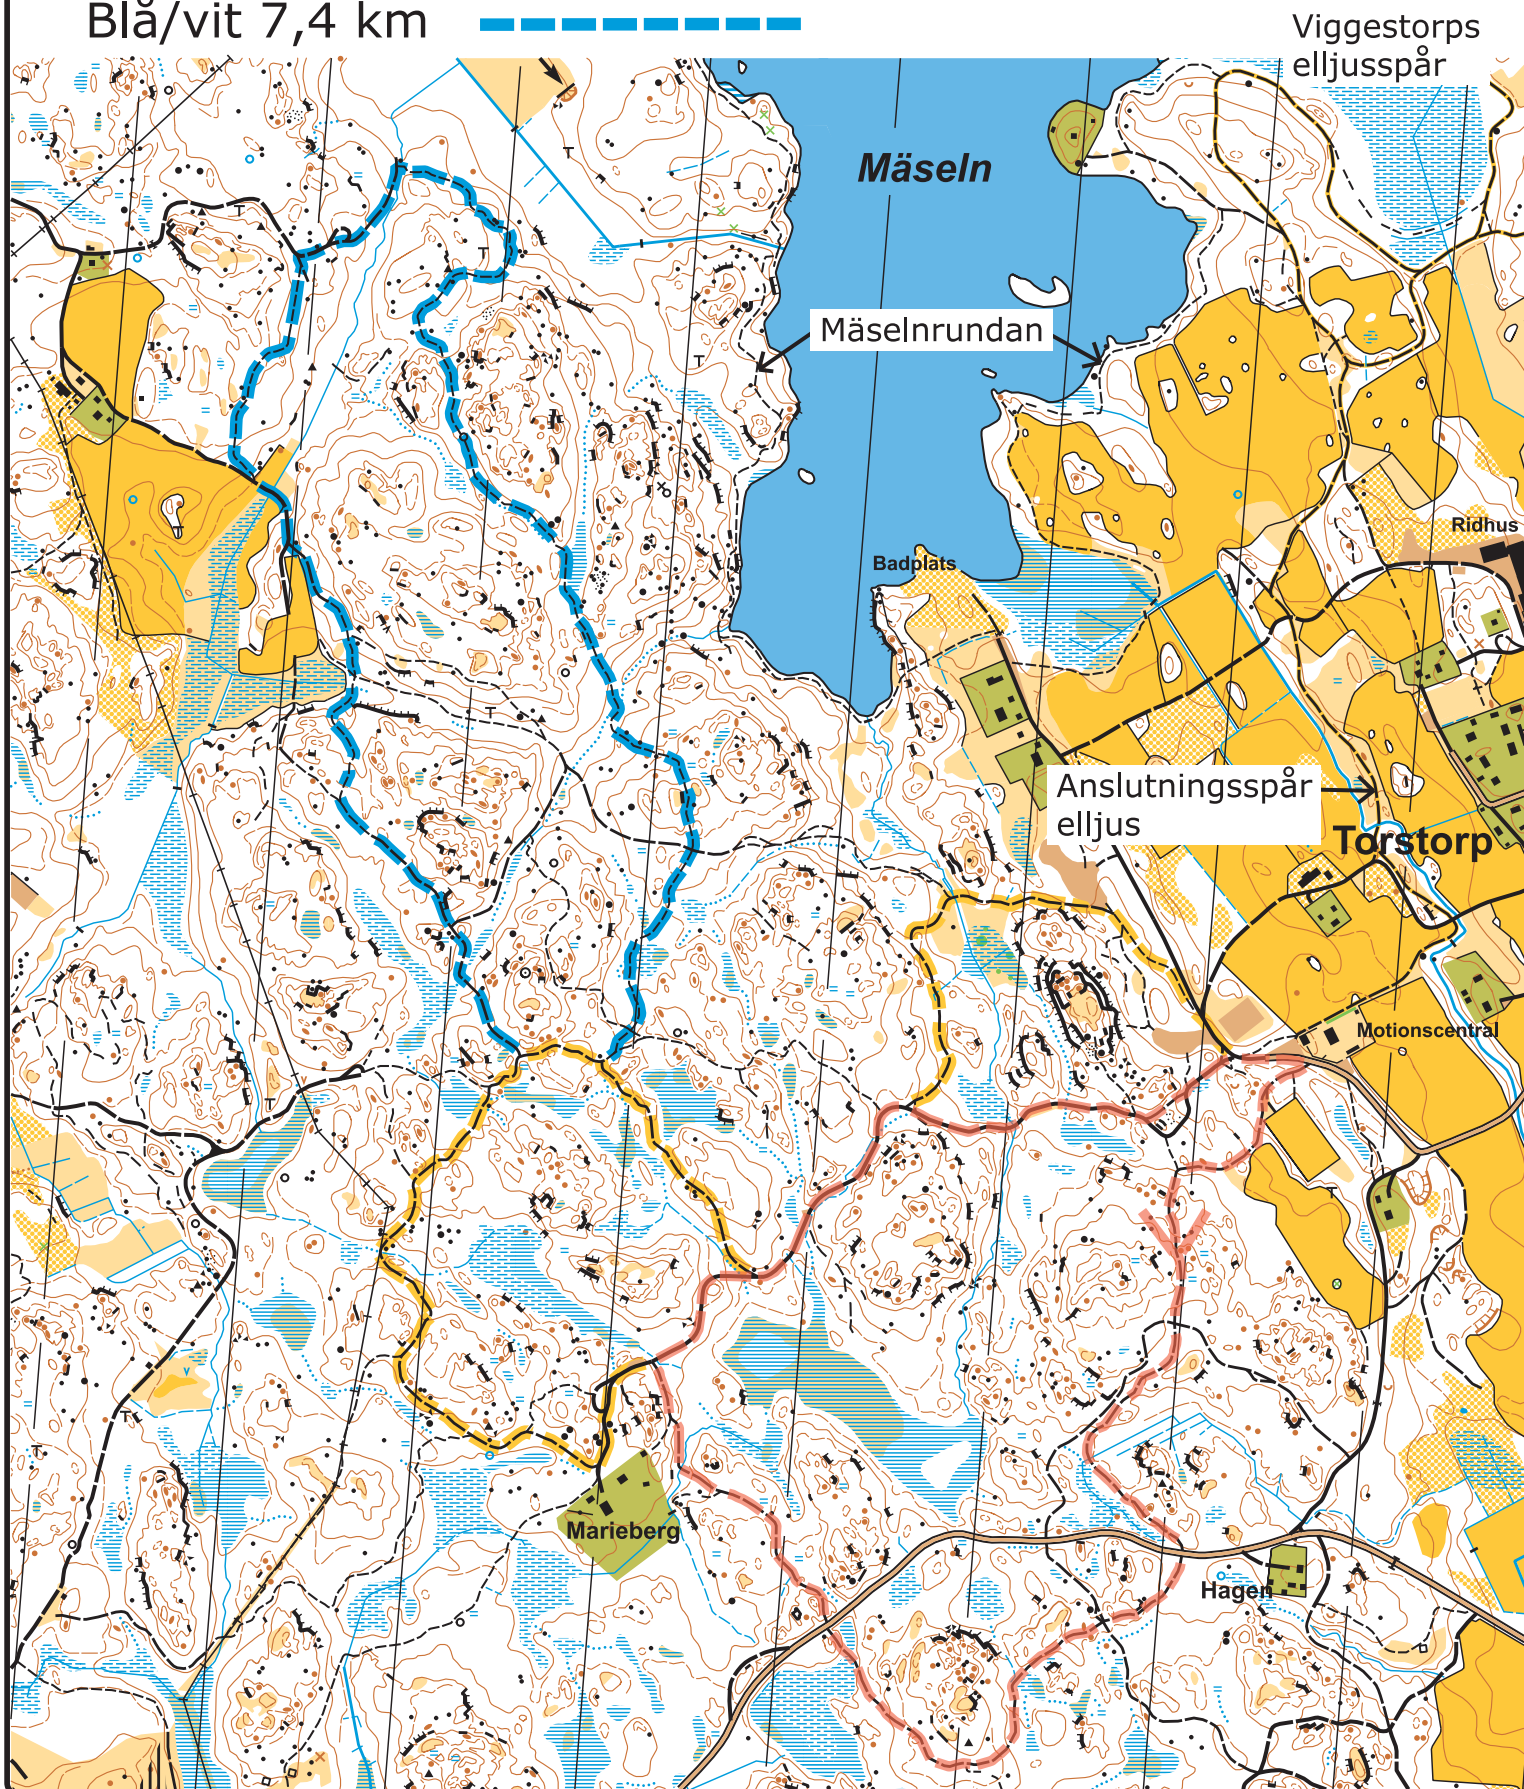 Blå/vit 7,4 km
Viggestorps
elljusspår
Mäseln
Mäselnrundan
Ridhus
Badplats
Anslutningsspår
elljus
Torstorp
Motionscentral
Marieberg
Hagen